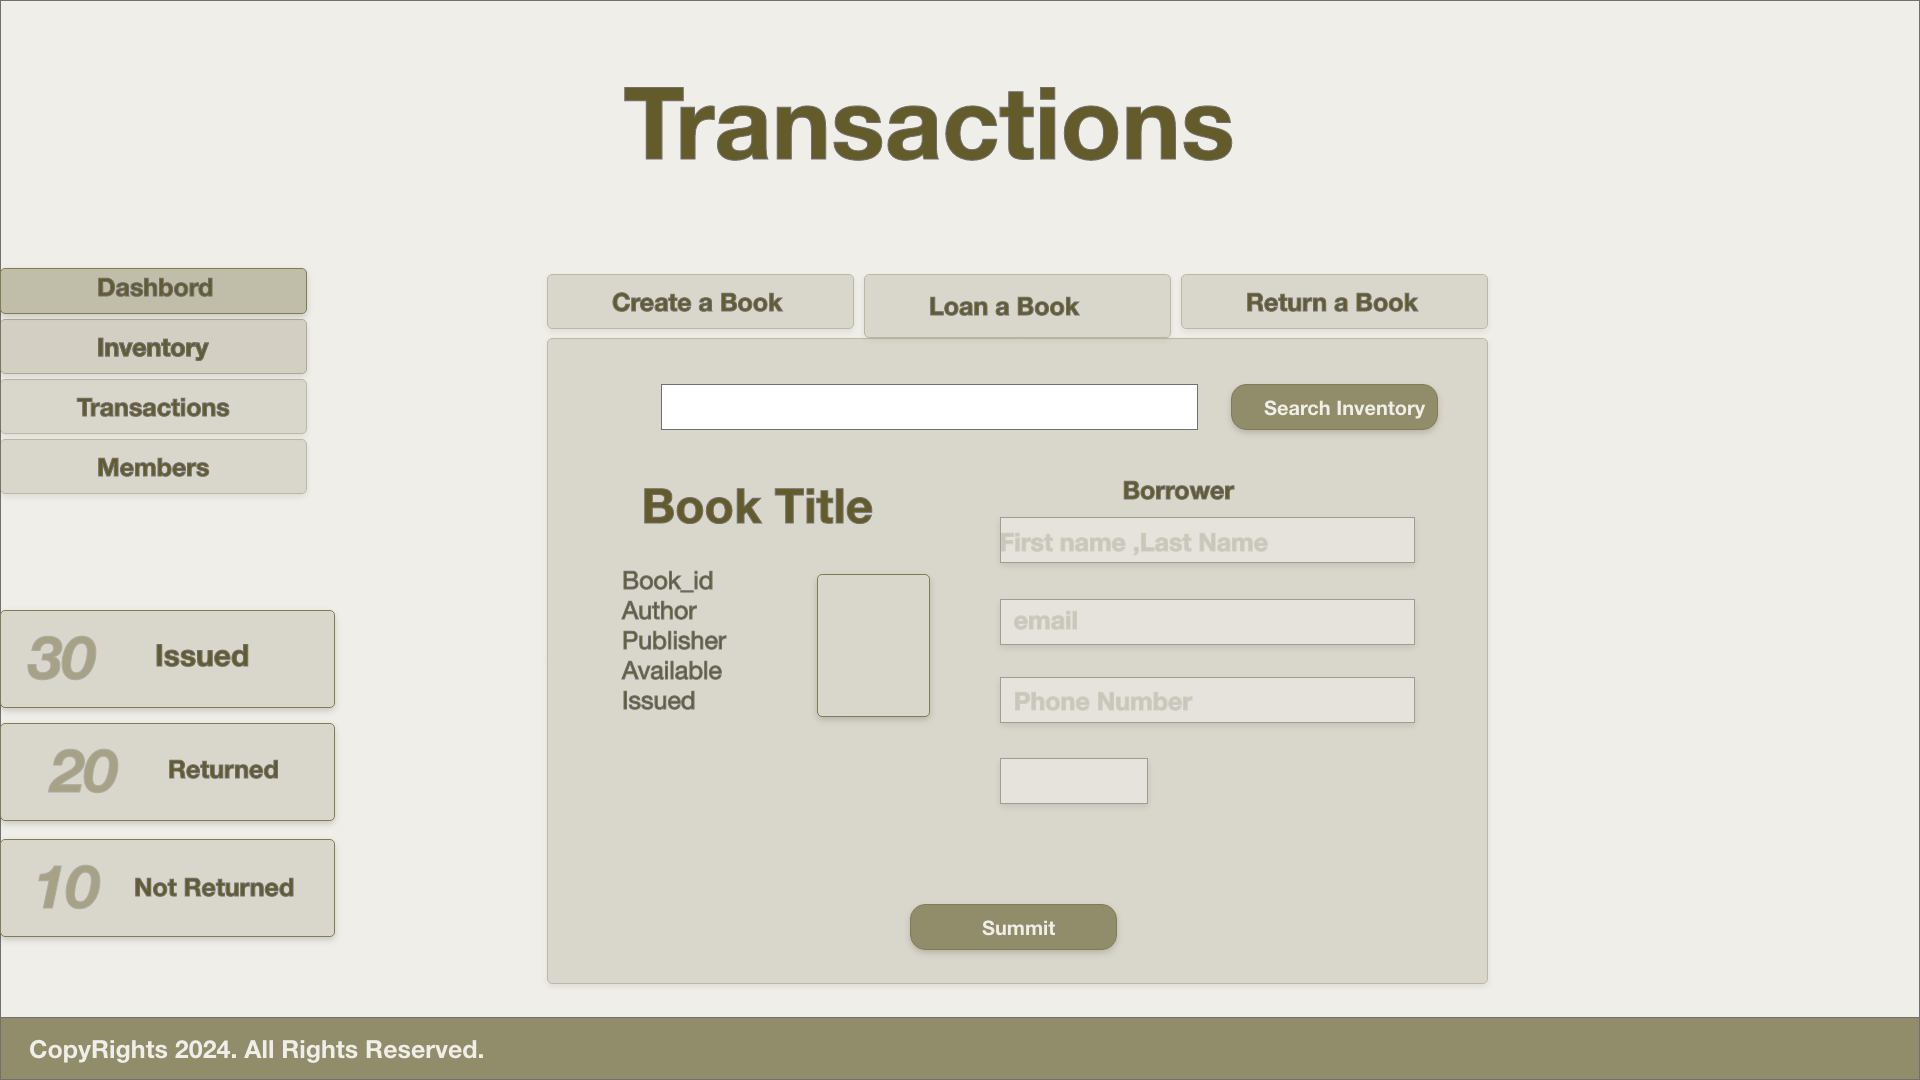 Transactions
Dashbord
Inventory
Transactions
Members
30 Issued
20 Returned
10 Not Returned
Create a Book
Loan a Book
Return a Book
Search Inventory
Book Title
Book_id
Author
Publisher
Available
Issued
Borrower
First name ,Last Name
email
Phone Number
Summit
CopyRights 2024. All Rights Reserved.